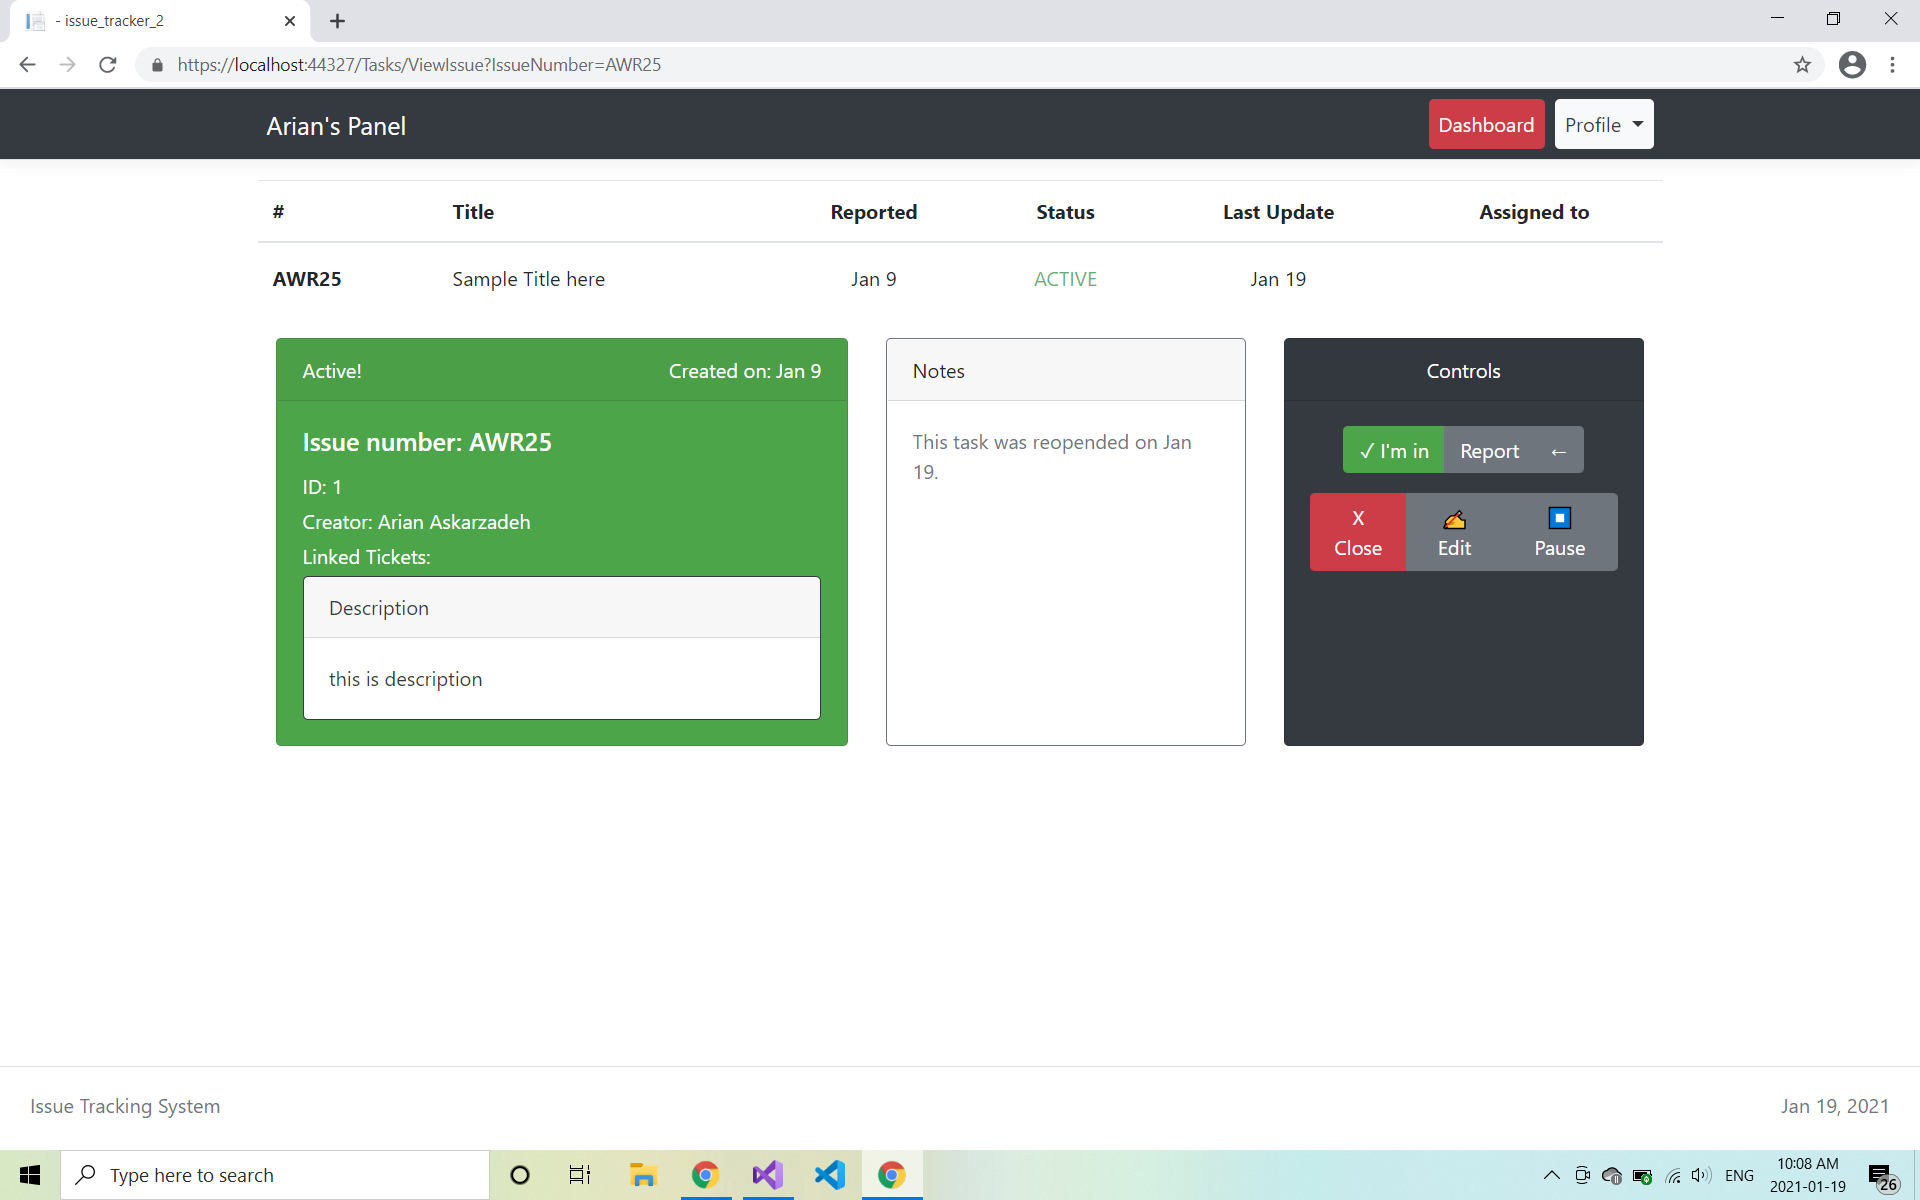 - issue_tracker_2
https://localhost:44327/Tasks/ViewIssue?IssueNumber=AWR25
Arian's Panel
Dashboard
Profile
# Title Reported Status Last Update Assigned to
AWR25 Sample Title here Jan 9 ACTIVE Jan 19
Active! Created on: Jan 9
Issue number: AWR25
ID: 1
Creator: Arian Askarzadeh
Linked Tickets:
Description
this is description
Notes
This task was reopended on Jan
19.
Controls
✓ I'm in Report ←
X
Close
✍ Edit
Pause
Issue Tracking System
Jan 19, 2021
Type here to search
ENG
10:08 AM
2021-01-19
26